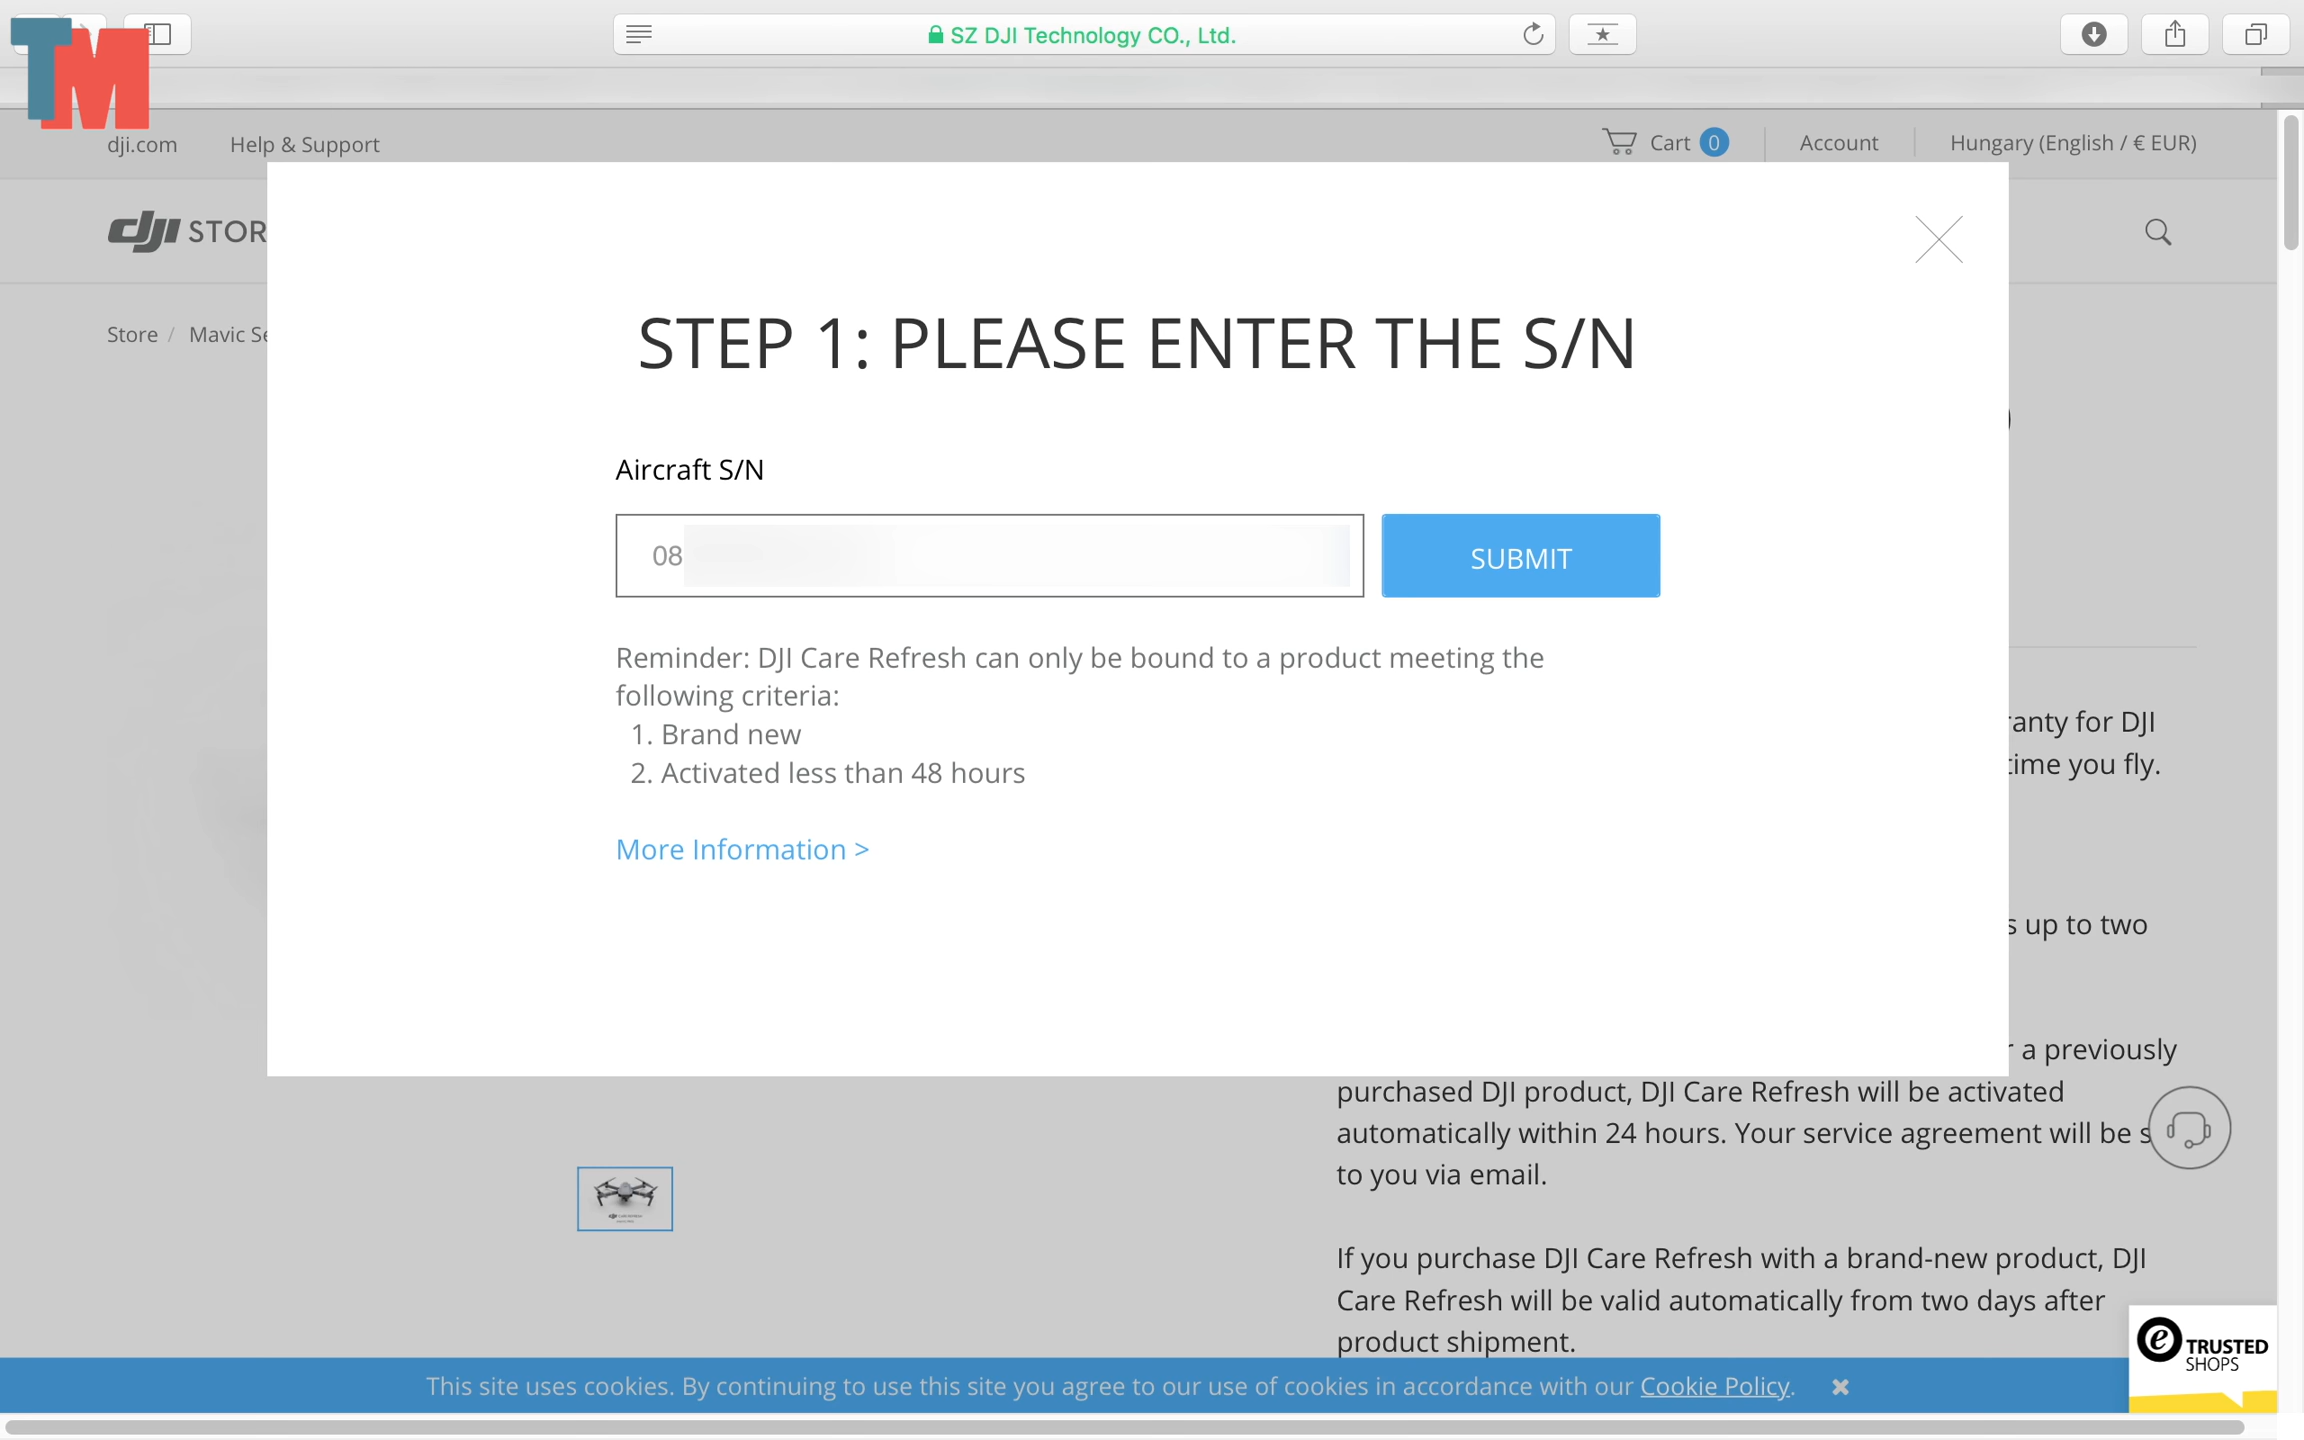 TM
SZ DJI Technology CO., Ltd.
dji.com Help & Support Cart 0 Account Hungary (English / € EUR)
dji STOR
Store / Mavic Se
STEP 1: PLEASE ENTER THE S/N
Aircraft S/N
08
SUBMIT
Reminder: DJI Care Refresh can only be bound to a product meeting the
following criteria:
1. Brand new
2. Activated less than 48 hours
More Information >
ranty for DJI
time you fly.
s up to two
r a previously
purchased DJI product, DJI Care Refresh will be activated
automatically within 24 hours. Your service agreement will be s
to you via email.
If you purchase DJI Care Refresh with a brand-new product, DJI
Care Refresh will be valid automatically from two days after
product shipment.
e TRUSTED
SHOPS
This site uses cookies. By continuing to use this site you agree to our use of cookies in accordance with our Cookie Policy.